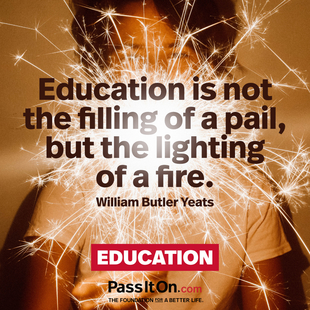 Education is not
the filling of a pail,
but the lighting
of a fire.
William Butler Yeats
EDUCATION
PassItOn.com
THE FOUNDATION FOR A BETTER LIFE.